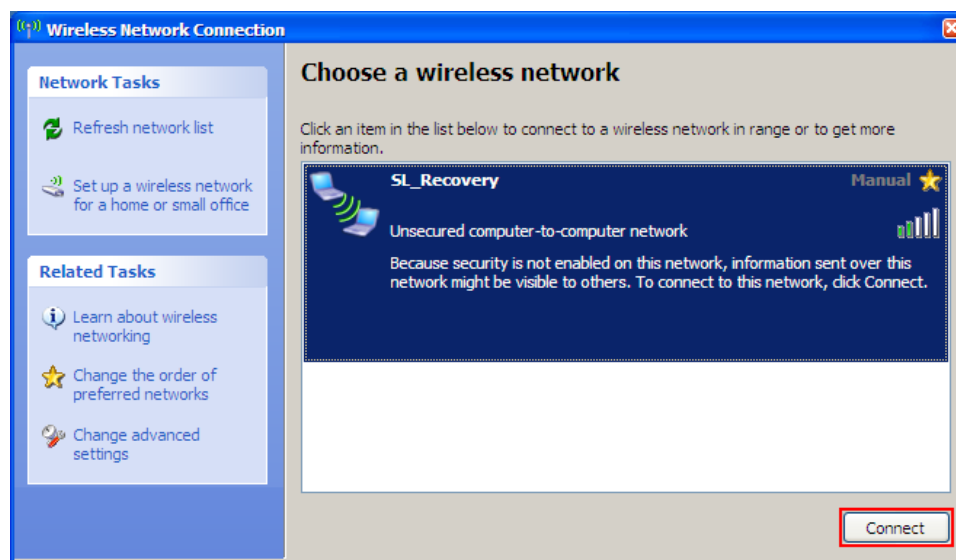 Wireless Network Connection
Network Tasks
Refresh network list
Set up a wireless network
for a home or small office
Related Tasks
Learn about wireless
networking
Change the order of
preferred networks
Change advanced
settings
Choose a wireless network
Click an item in the list below to connect to a wireless network in range or to get more
information.
SL_Recovery
Manual
Unsecured computer-to-computer network
Because security is not enabled on this network, information sent over this
network might be visible to others. To connect to this network, click Connect.
Connect